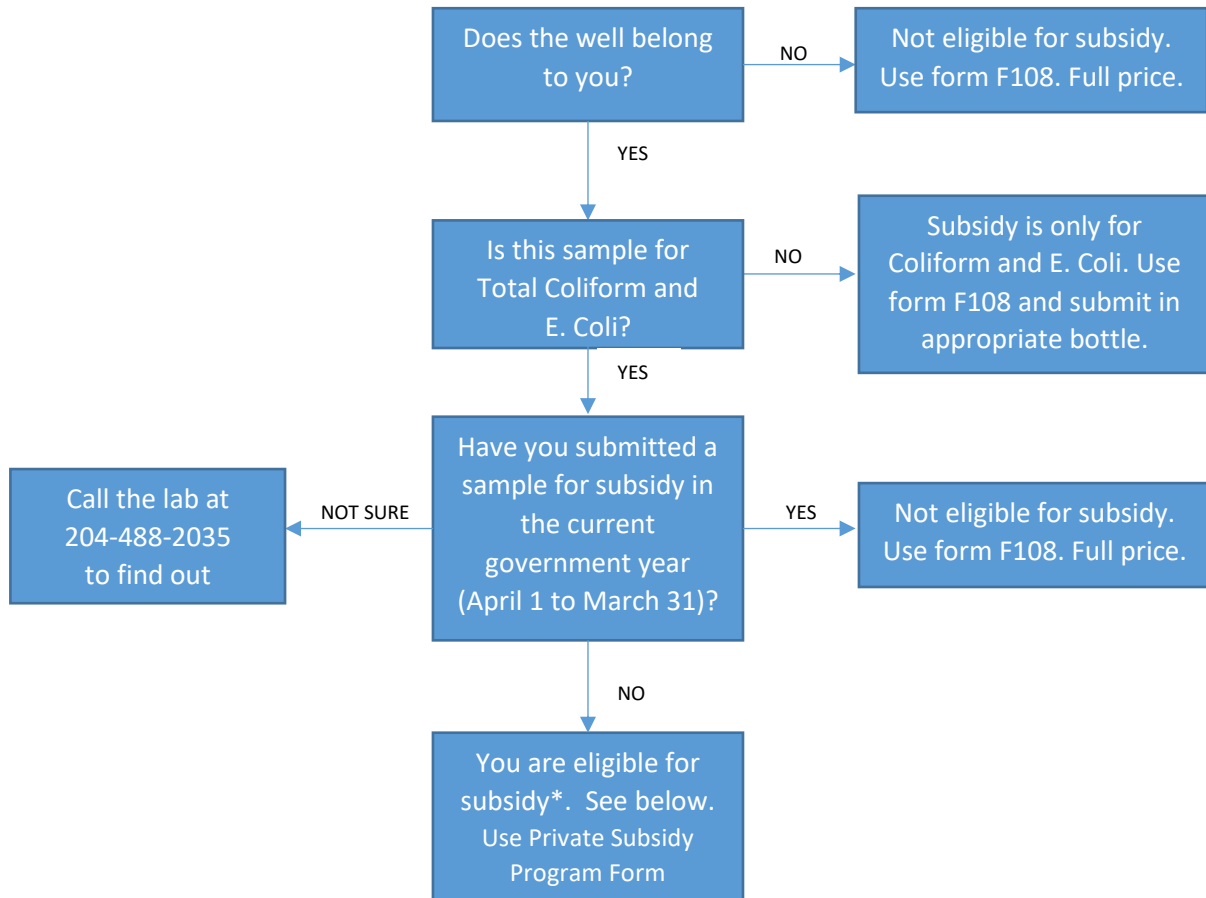 Does the well belong
to you?
NO
Not eligible for subsidy.
Use form F108. Full price.
YES
Is this sample for
Total Coliform and
E. Coli?
NO
Subsidy is only for
Coliform and E. Coli. Use
form F108 and submit in
appropriate bottle.
YES
Have you submitted a
sample for subsidy in
the current
government year
(April 1 to March 31)?
NOT SURE
Call the lab at
204-488-2035
to find out
YES
Not eligible for subsidy.
Use form F108. Full price.
NO
You are eligible for
subsidy*. See below.
Use Private Subsidy
Program Form